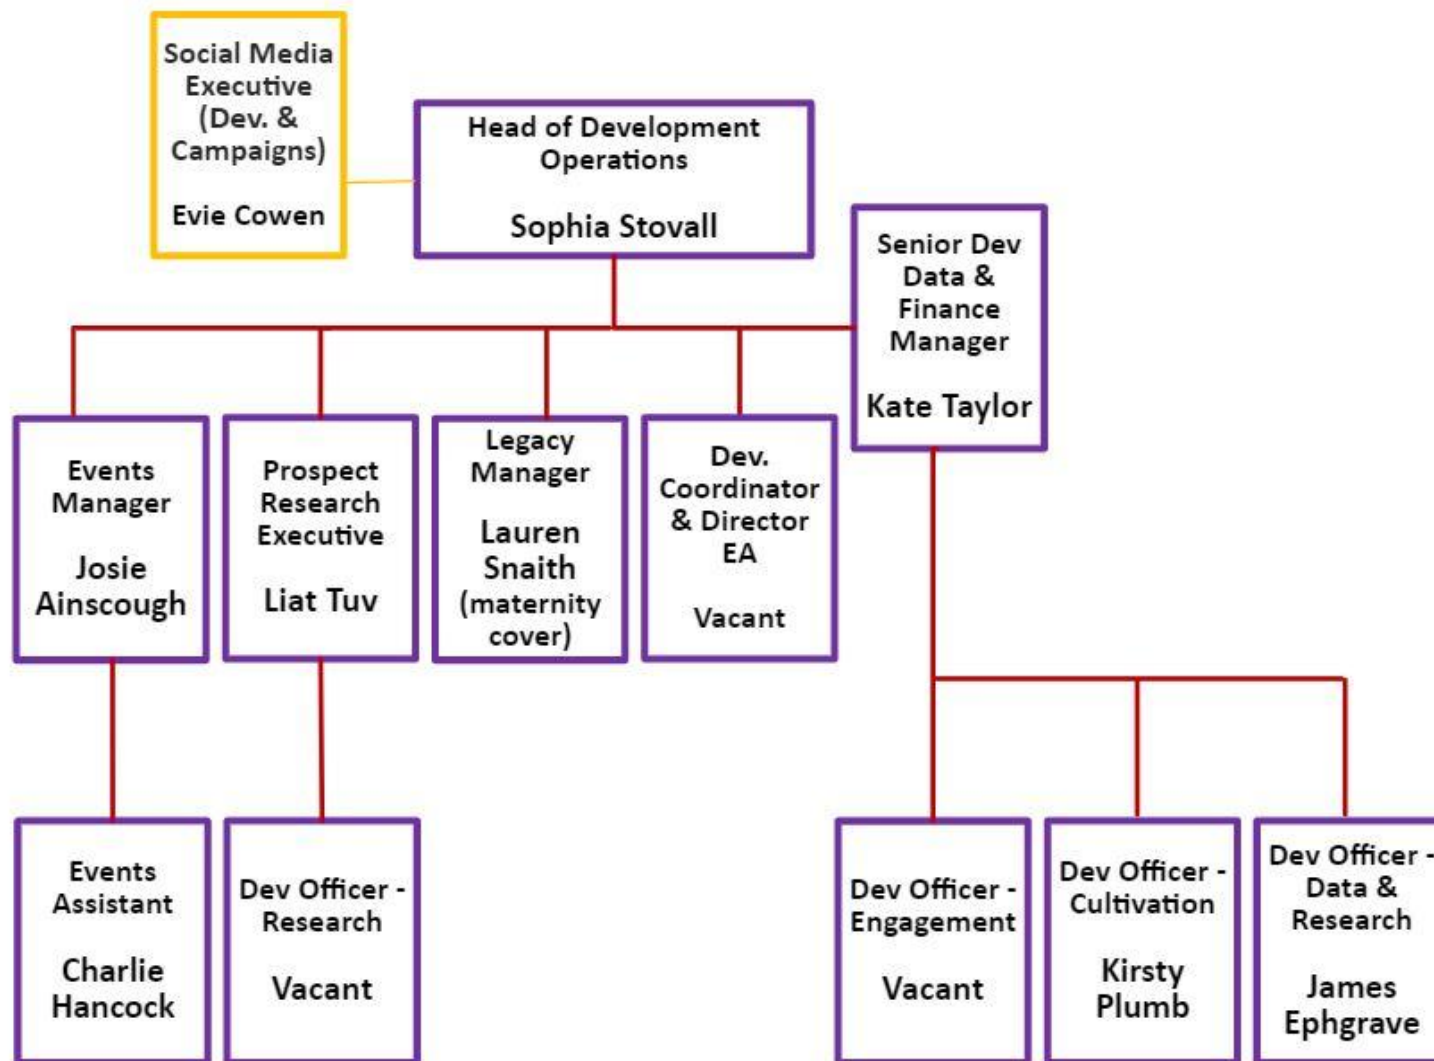 Social Media
Executive
(Dev. &
Campaigns)
Evie Cowen
Head of Development
Operations
Sophia Stovall
Senior Dev
Data &
Finance
Manager
Kate Taylor
Events
Manager
Josie
Ainscough
Prospect
Research
Executive
Liat Tuv
Legacy
Manager
Lauren
Snaith
(maternity
cover)
Dev.
Coordinator
& Director
EA
Vacant
Events
Assistant
Charlie
Hancock
Dev Officer -
Research
Vacant
Dev Officer -
Engagement
Vacant
Dev Officer -
Cultivation
Kirsty
Plumb
Dev Officer -
Data &
Research
James
Ephgrave